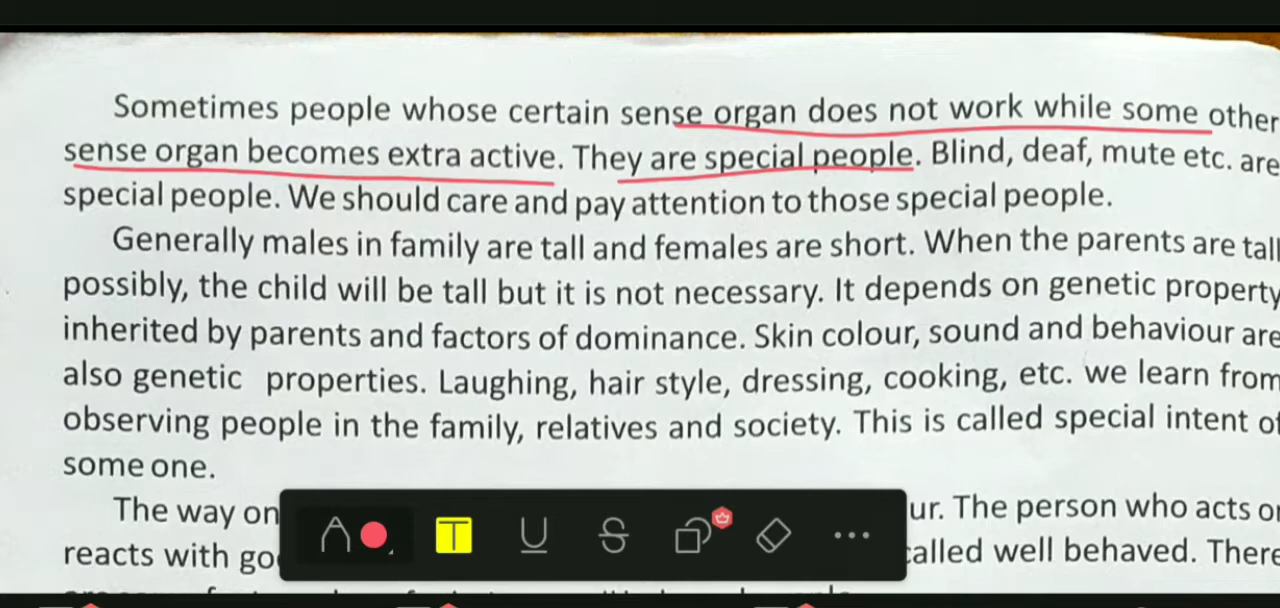 Sometimes people whose certain sense organ does not work while some other
sense organ becomes extra active. They are special people. Blind, deaf, mute etc. are
special people. We should care and pay attention to those special people.
Generally males in family are tall and females are short. When the parents are tall
possibly, the child will be tall but it is not necessary. It depends on genetic property
inherited by parents and factors of dominance. Skin colour, sound and behaviour are
also genetic properties. Laughing, hair style, dressing, cooking, etc. we learn from
observing people in the family, relatives and society. This is called special intent of
some one.
The way on ur. The person who acts or
reacts with go called well behaved. There